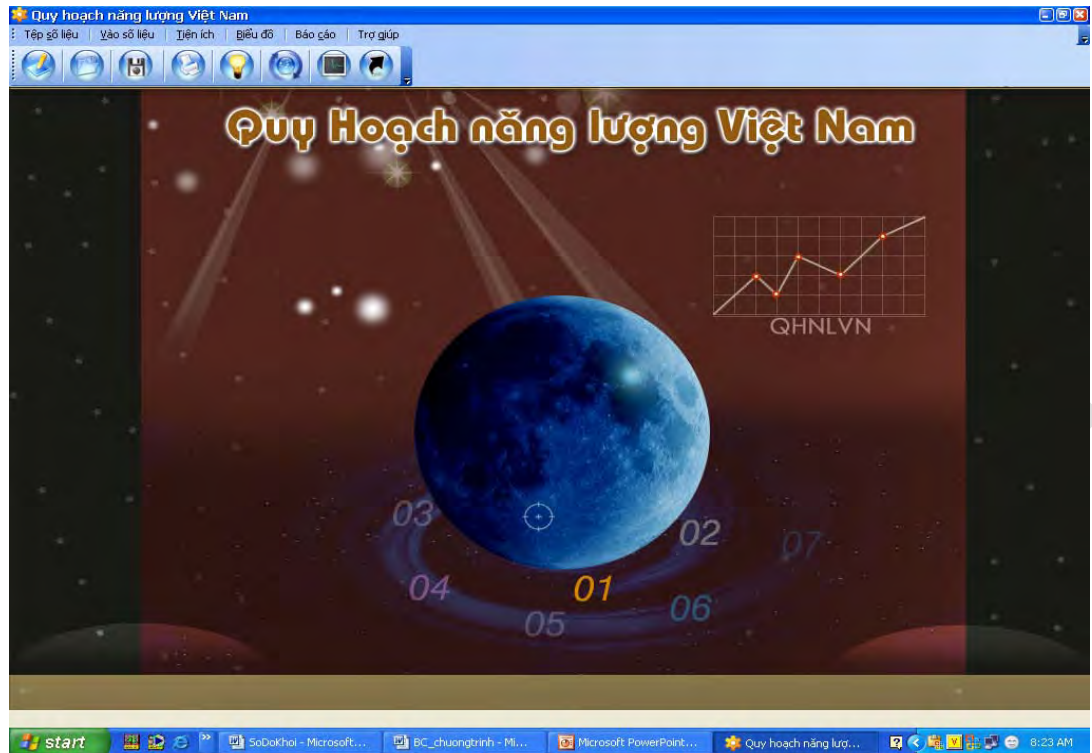 Quy hoạch năng lượng Việt Nam
Tệp số liệu Vào số liệu Tiện ích Biểu đồ Báo cáo Trợ giúp
Quy Hoạch năng lượng Việt Nam
QHNLVN
03
02
07
04
01
06
05
start SoDoKhoi - Microsoft... BC_chuongtrinh - Mi... Microsoft PowerPoint... Quy hoạch năng lượ... 8:23 AM